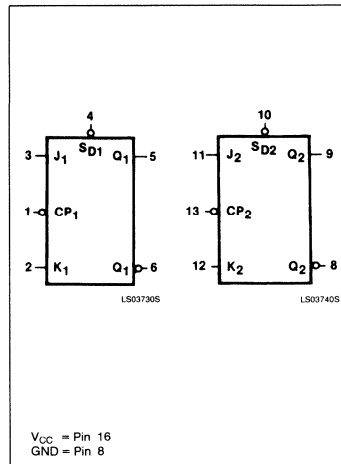 4
10
3 J1 SD1 Q1 5
11 J2 SD2 Q2 9
1 CP1
13 CP2
2 K1 Q1 6
12 K2 Q2 8
LS03730S
LS03740S
VCC = Pin 16
GND = Pin 8